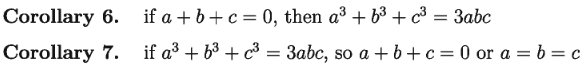 Corollary 6. if a + b + c = 0, then a³ + b³ + c³ = 3abc
Corollary 7. if a³ + b³ + c³ = 3abc, so a + b + c = 0 or a = b = c